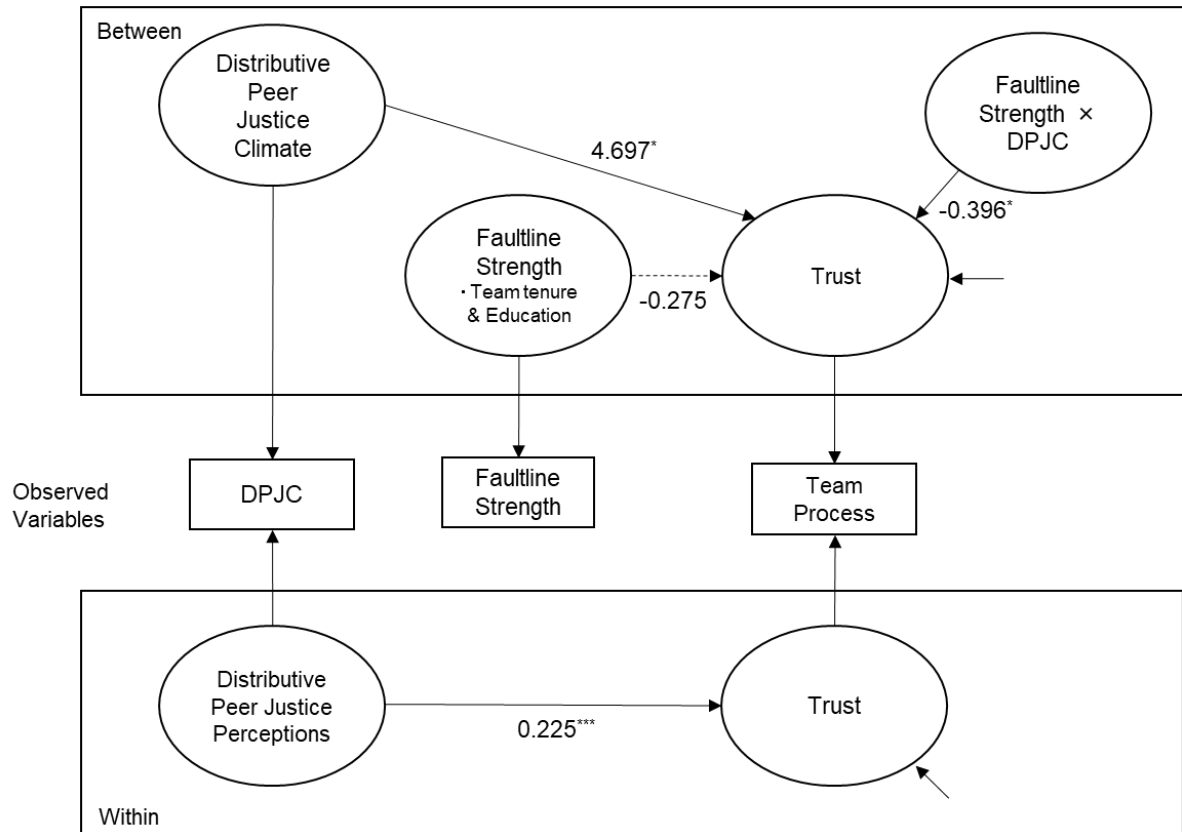 Between
Distributive
Peer
Justice
Climate
Faultline
Strength ×
DPJC
4.697*
-0.396*
Faultline
Strength
・Team tenure
& Education
-0.275
Trust
Observed
Variables
DPJC
Faultline
Strength
Team
Process
Distributive
Peer Justice
Perceptions
0.225***
Trust
Within